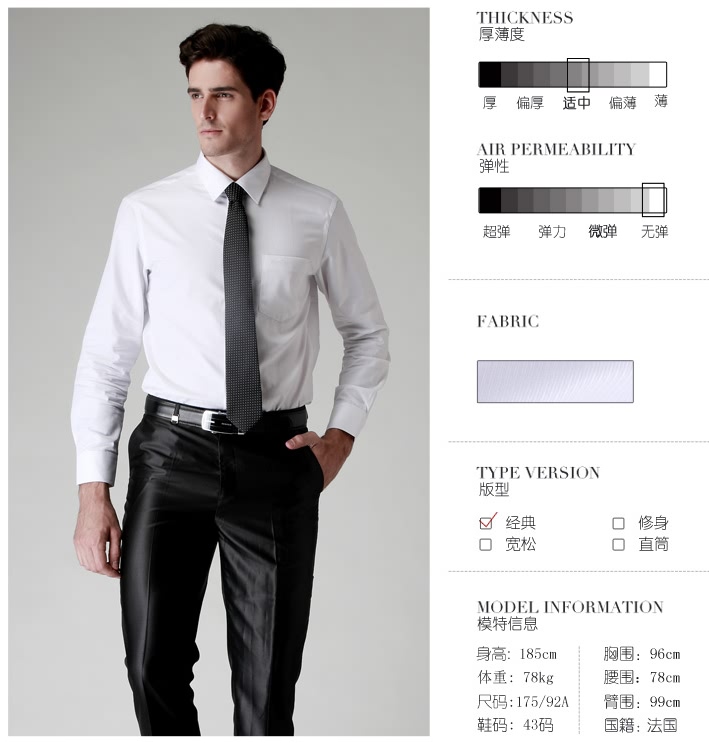 THICKNESS
厚薄度
厚 偏厚 适中 偏薄 薄
AIR PERMEABILITY
弹性
超弹 弹力 微弹 无弹
FABRIC
TYPE VERSION
版型
经典 修身
宽松 直筒
MODEL INFORMATION
模特信息
身高: 185cm 胸围: 96cm
体重: 78kg 腰围: 78cm
尺码:175/92A 臂围: 99cm
鞋码: 43码 国籍: 法国